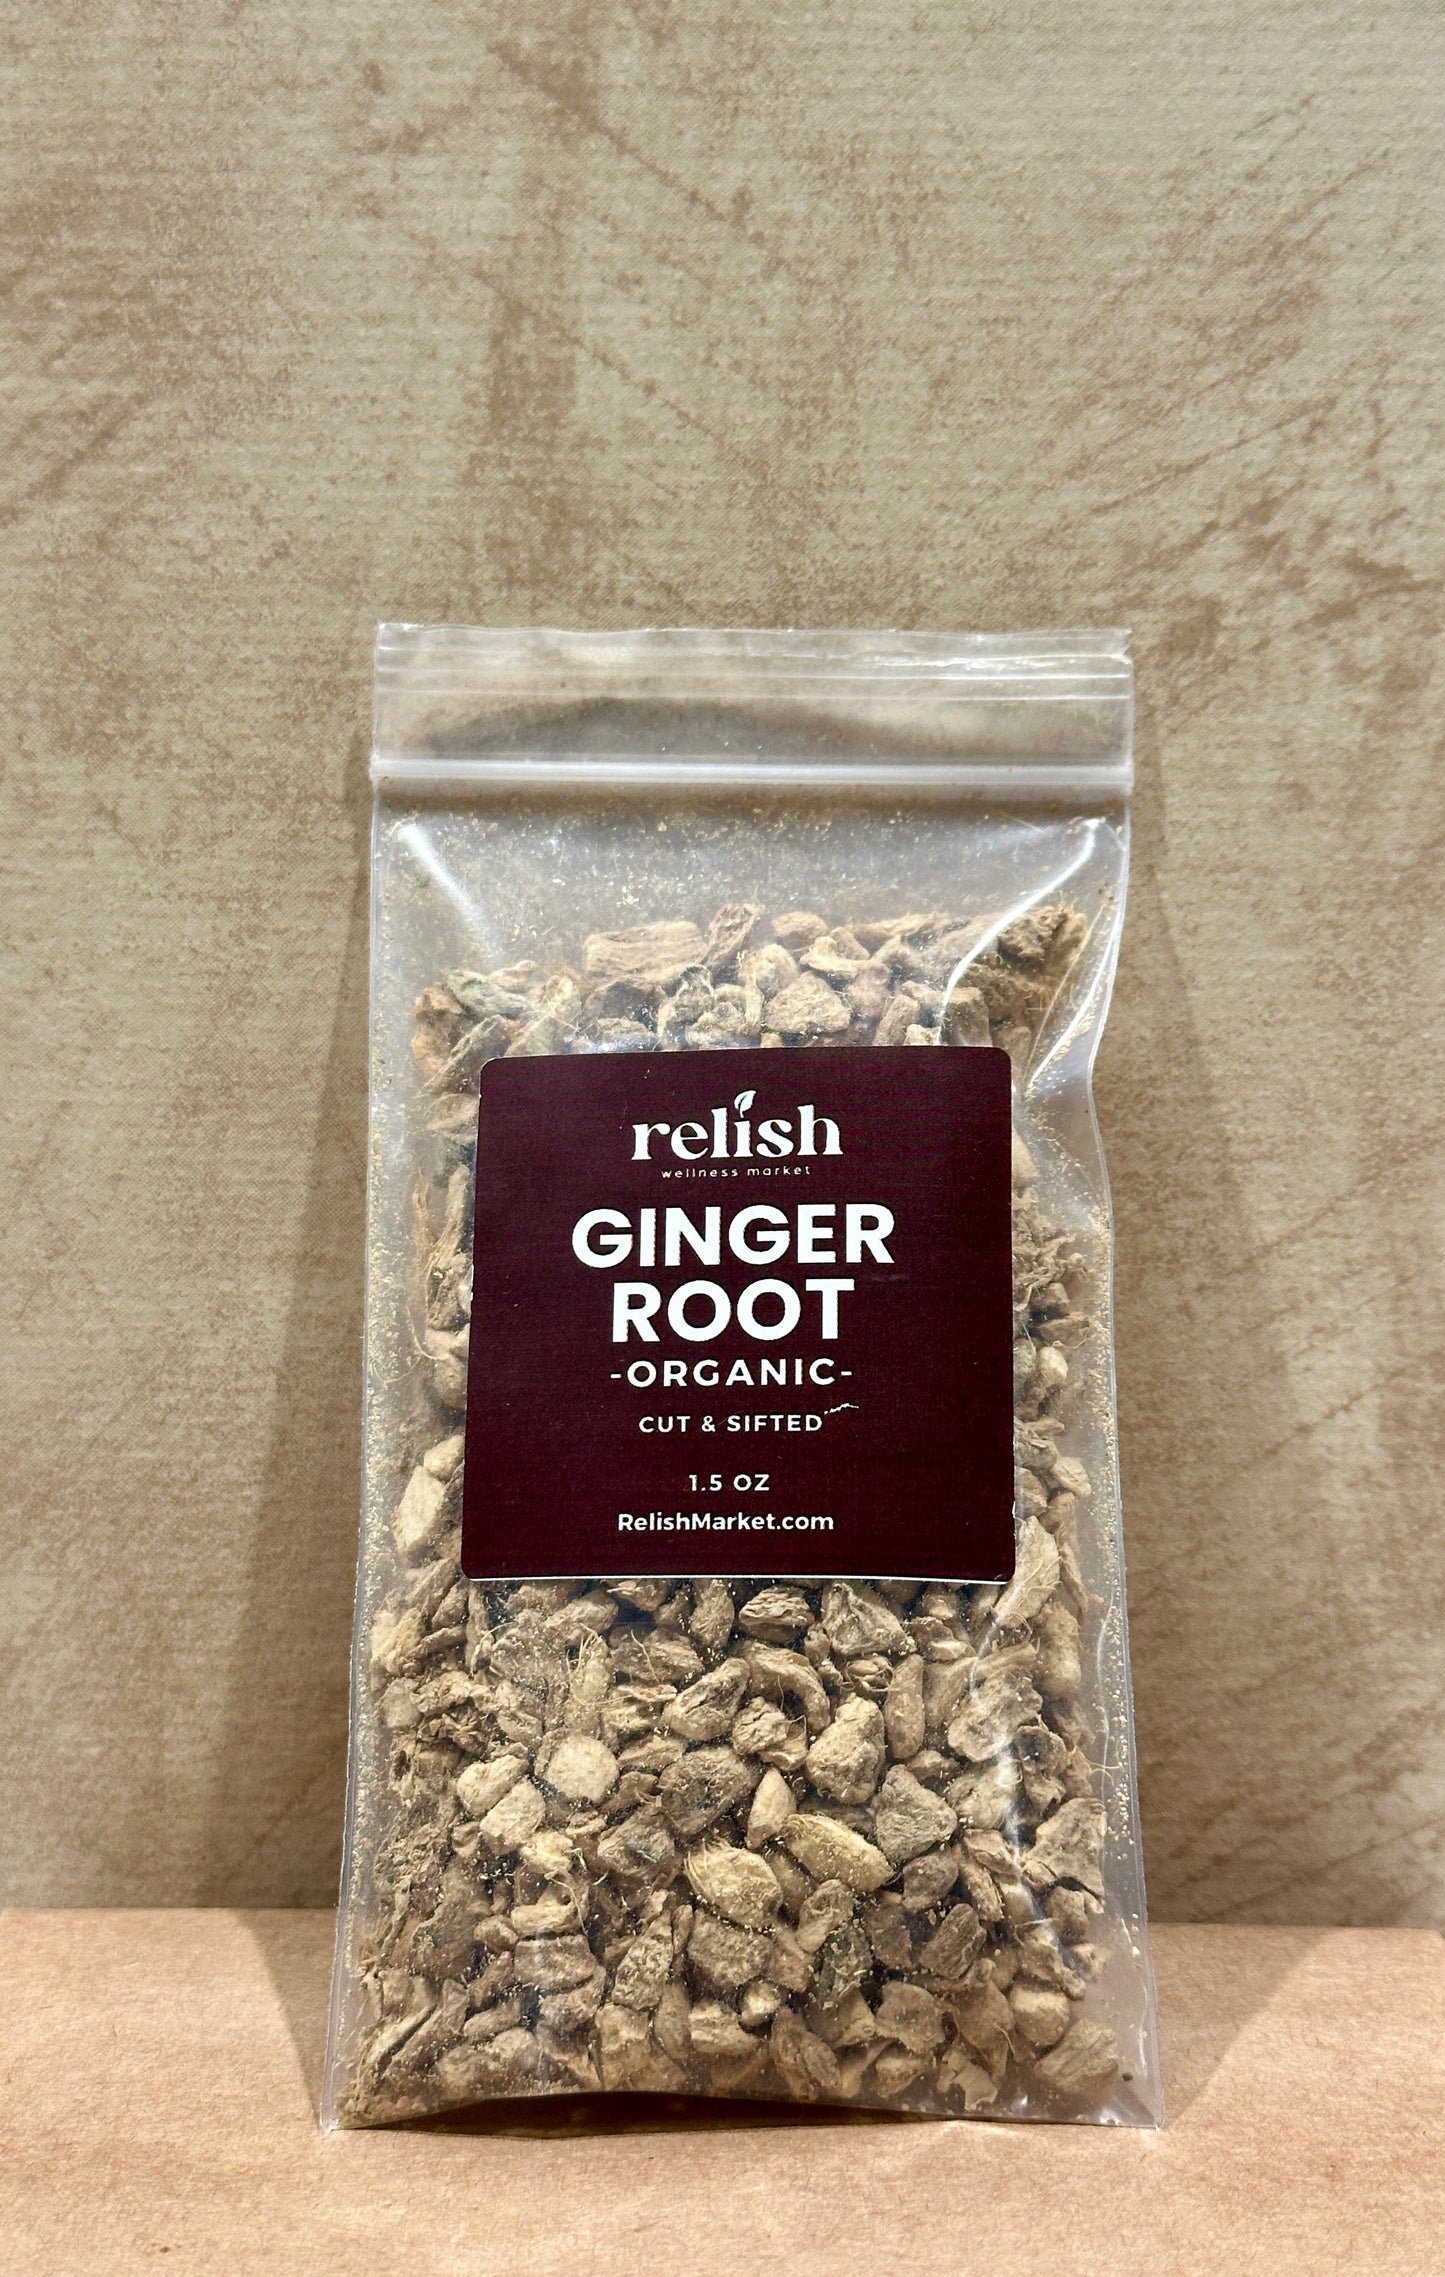 relish
wellness market
GINGER
ROOT
-ORGANIC-
CUT & SIFTED
1.5 OZ
RelishMarket.com